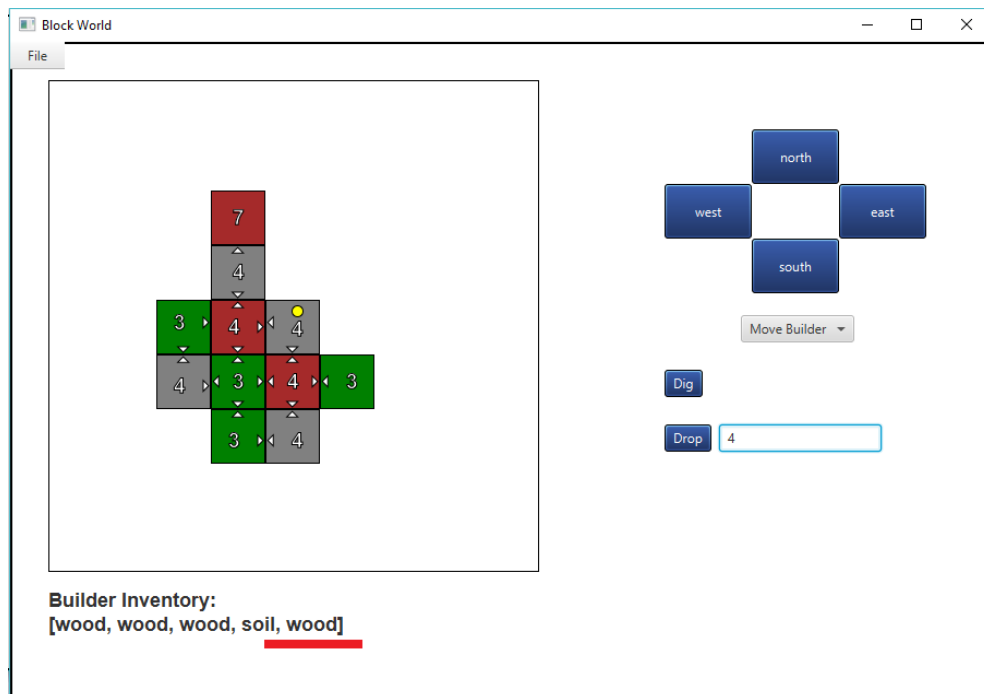 Block World
File
7
4
3 4 4
4 3 4 3
3 4
north
west east
south
Move Builder
Dig
Drop 4
Builder Inventory:
[wood, wood, wood, soil, wood]